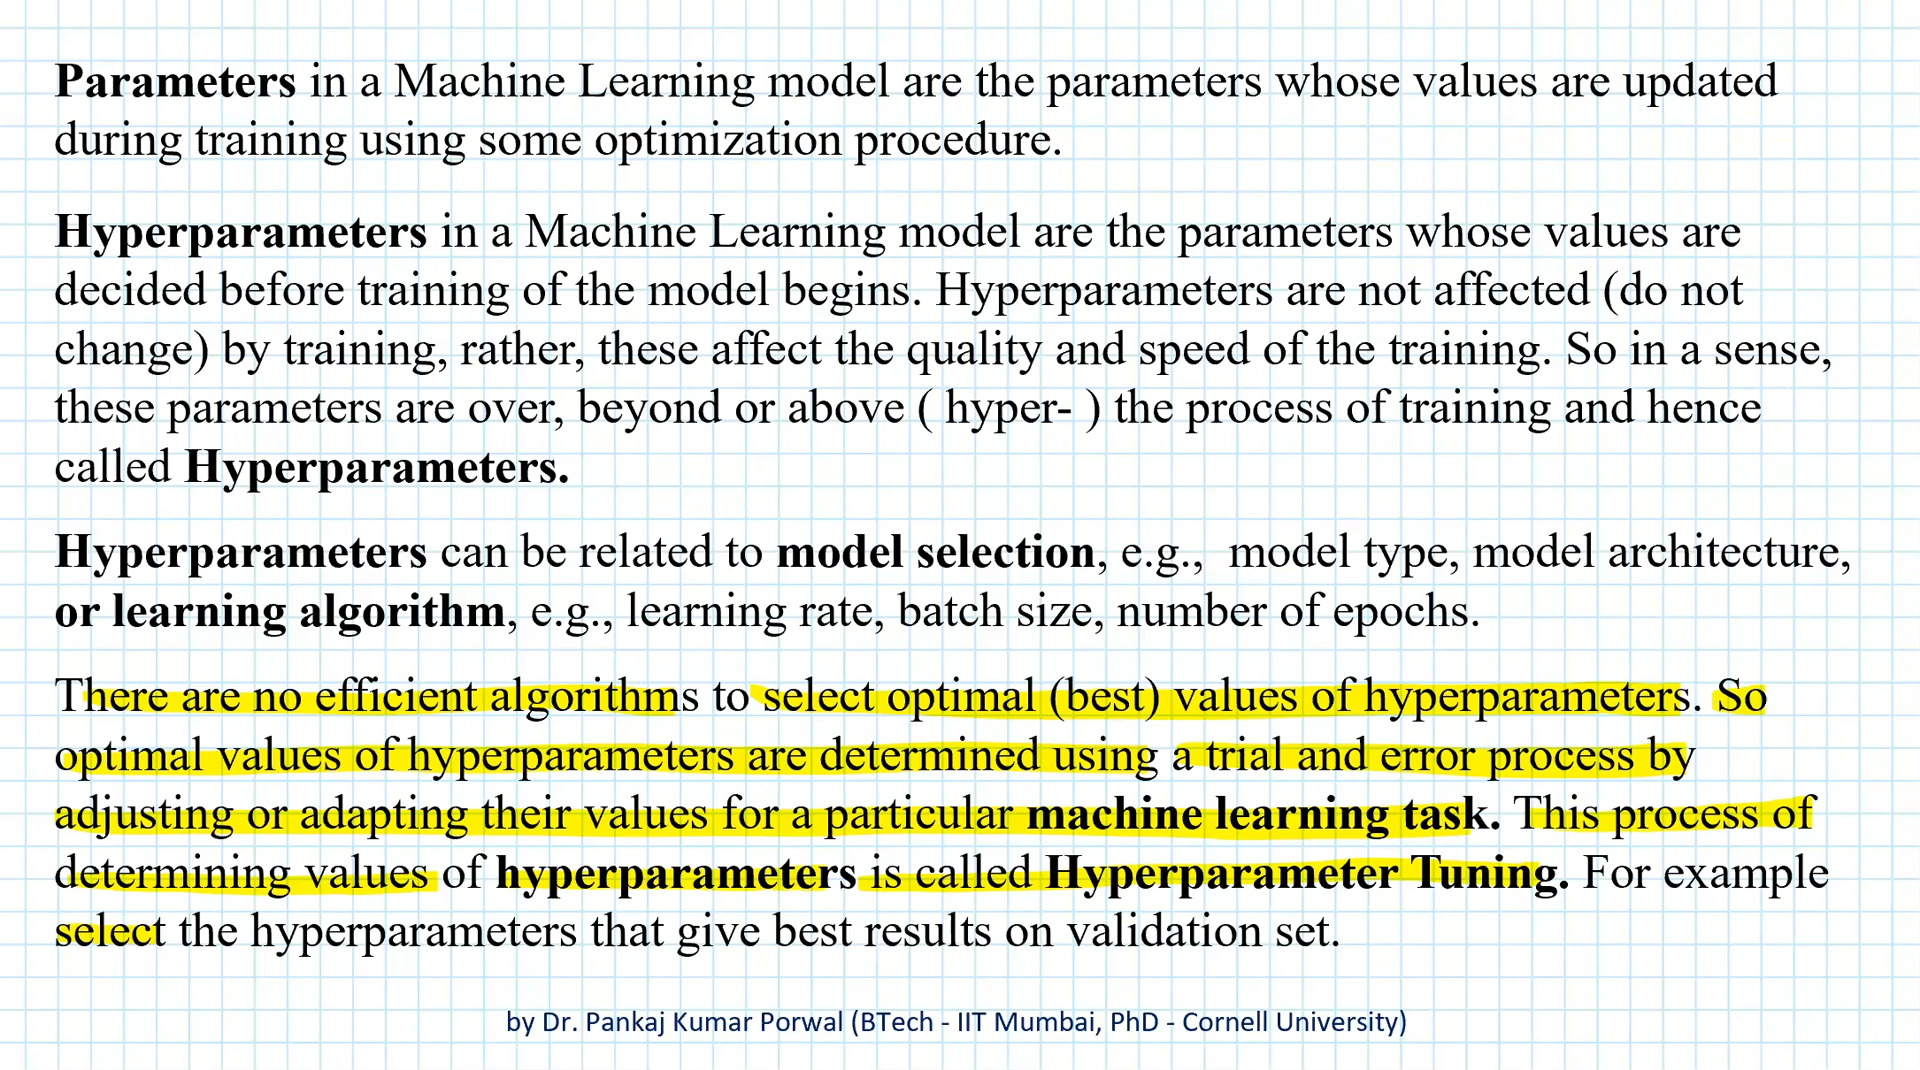 Parameters in a Machine Learning model are the parameters whose values are updated
during training using some optimization procedure.
Hyperparameters in a Machine Learning model are the parameters whose values are
decided before training of the model begins. Hyperparameters are not affected (do not
change) by training, rather, these affect the quality and speed of the training. So in a sense,
these parameters are over, beyond or above ( hyper- ) the process of training and hence
called Hyperparameters.
Hyperparameters can be related to model selection, e.g., model type, model architecture,
or learning algorithm, e.g., learning rate, batch size, number of epochs.
There are no efficient algorithms to select optimal (best) values of hyperparameters. So
optimal values of hyperparameters are determined using a trial and error process by
adjusting or adapting their values for a particular machine learning task. This process of
determining values of hyperparameters is called Hyperparameter Tuning. For example
select the hyperparameters that give best results on validation set.
by Dr. Pankaj Kumar Porwal (BTech - IIT Mumbai, PhD - Cornell University)